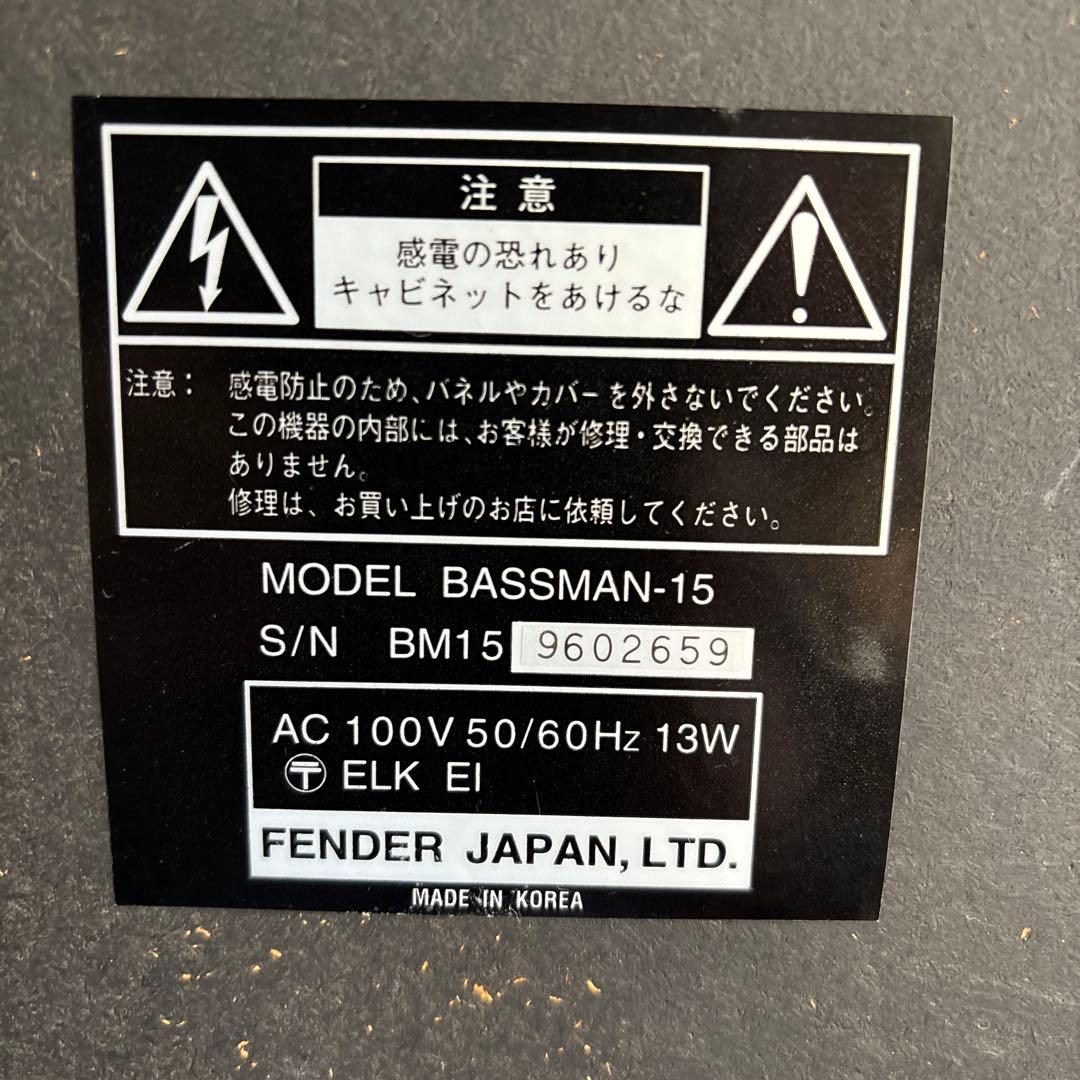 注意
感電の恐れあり
キャビネットをあけるな
注意： 感電防止のため、パネルやカバーを外さないでください。
この機器の内部には、お客様が修理・交換できる部品は
ありません。
修理は、お買い上げのお店に依頼してください。
MODEL BASSMAN-15
S/N BM15 9602659
AC 100V 50/60Hz 13W
〶 ELK EI
FENDER JAPAN, LTD.
MADE IN KOREA